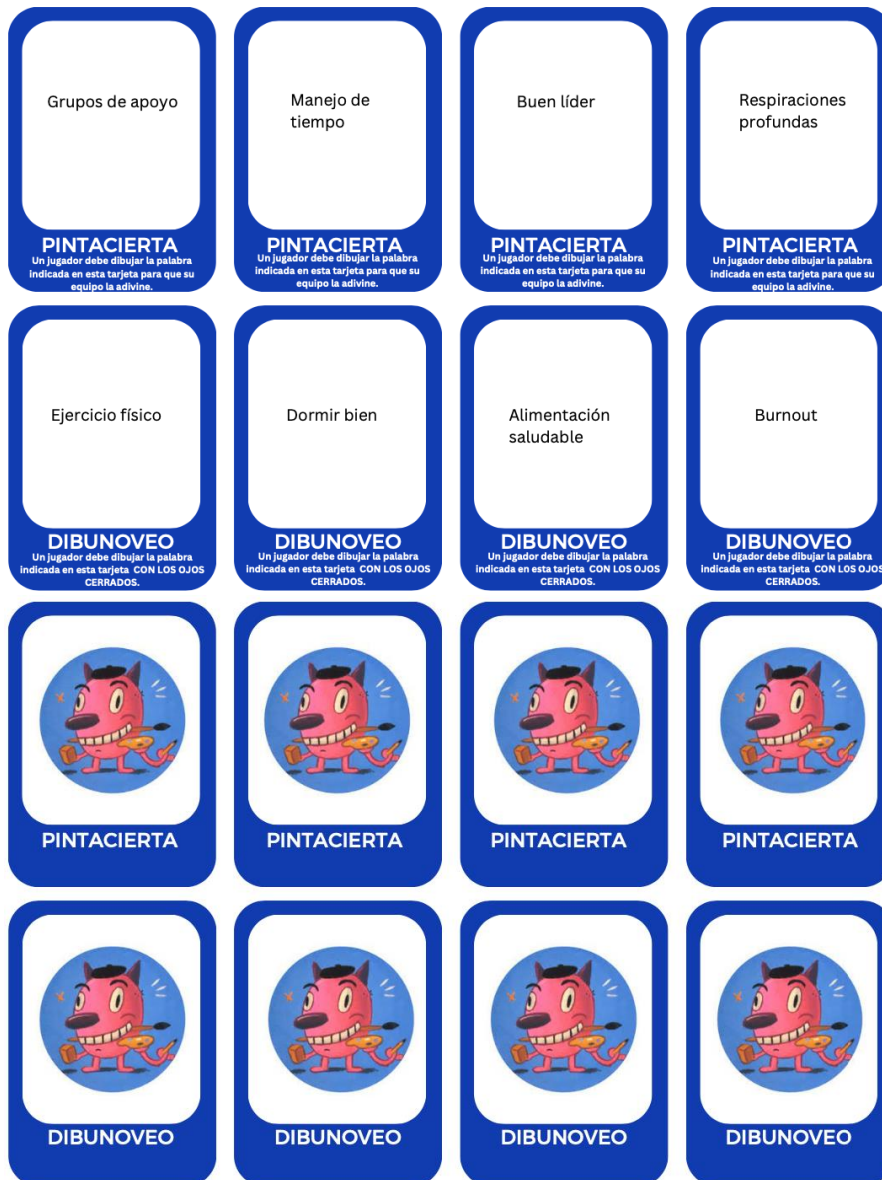 Grupos de apoyo
PINTACIERTA
Un jugador debe dibujar la palabra
indicada en esta tarjeta para que su
equipo la adivine.
Manejo de
tiempo
PINTACIERTA
Un jugador debe dibujar la palabra
indicada en esta tarjeta para que su
equipo la adivine.
Buen líder
PINTACIERTA
Un jugador debe dibujar la palabra
indicada en esta tarjeta para que su
equipo la adivine.
Respiraciones
profundas
PINTACIERTA
Un jugador debe dibujar la palabra
indicada en esta tarjeta para que su
equipo la adivine.
Ejercicio físico
DIBUNOVEO
Un jugador debe dibujar la palabra
indicada en esta tarjeta CON LOS OJOS
CERRADOS.
Dormir bien
DIBUNOVEO
Un jugador debe dibujar la palabra
indicada en esta tarjeta CON LOS OJOS
CERRADOS.
Alimentación
saludable
DIBUNOVEO
Un jugador debe dibujar la palabra
indicada en esta tarjeta CON LOS OJOS
CERRADOS.
Burnout
DIBUNOVEO
Un jugador debe dibujar la palabra
indicada en esta tarjeta CON LOS OJOS
CERRADOS.
PINTACIERTA
PINTACIERTA
PINTACIERTA
PINTACIERTA
DIBUNOVEO
DIBUNOVEO
DIBUNOVEO
DIBUNOVEO